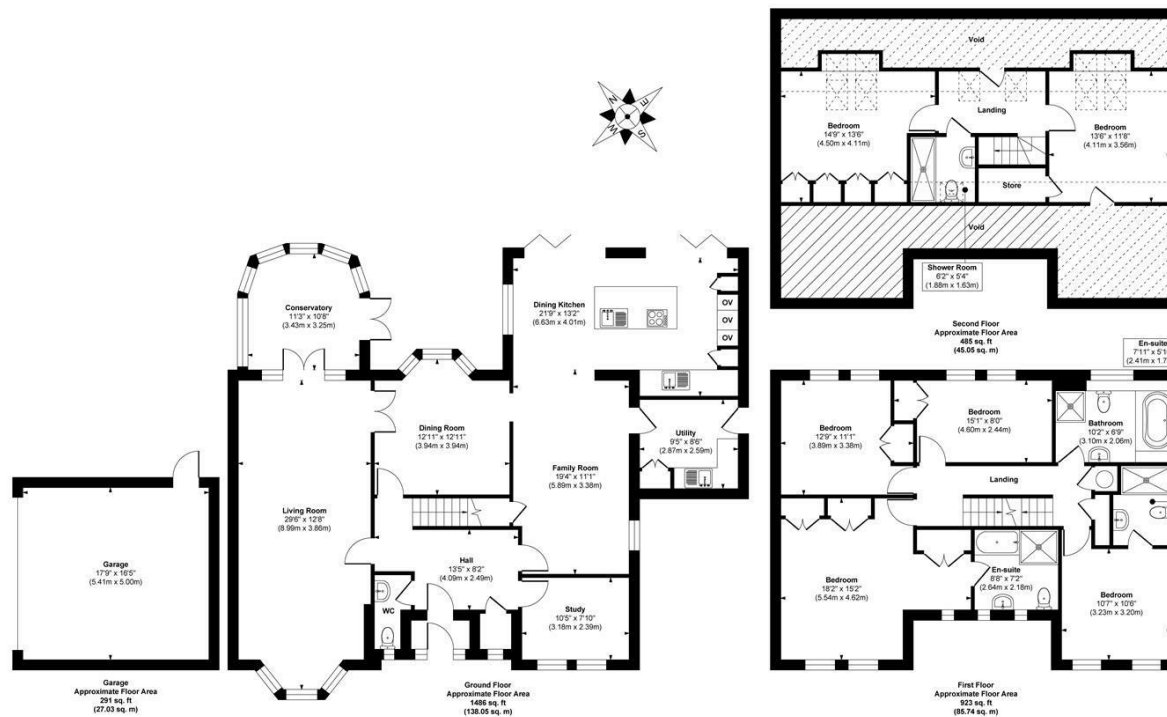 N
E
W
S
Void
Bedroom
14'9" x 13'6"
(4.50m x 4.11m)
Landing
Bedroom
13'6" x 11'8"
(4.11m x 3.56m)
Store
Void
Shower Room
6'2" x 5'4"
(1.88m x 1.63m)
Second Floor
Approximate Floor Area
485 sq. ft
(45.05 sq. m)
Conservatory
11'3" x 10'8"
(3.43m x 3.25m)
Dining Kitchen
21'9" x 13'2"
(6.63m x 4.01m)
OV
OV
OV
Dining Room
12'11" x 12'11"
(3.94m x 3.94m)
Utility
9'5" x 8'6"
(2.87m x 2.59m)
Family Room
19'4" x 11'1"
(5.89m x 3.38m)
Living Room
29'6" x 12'8"
(8.99m x 3.86m)
Hall
13'5" x 8'2"
(4.09m x 2.49m)
WC
Study
10'5" x 7'10"
(3.18m x 2.39m)
Garage
17'9" x 16'5"
(5.41m x 5.00m)
Garage
Approximate Floor Area
291 sq. ft
(27.03 sq. m)
Ground Floor
Approximate Floor Area
1486 sq. ft
(138.05 sq. m)
En-suite
7'11" x 5'10
(2.41m x 1.7
Bedroom
12'9" x 11'1"
(3.89m x 3.38m)
Bedroom
15'1" x 8'0"
(4.60m x 2.44m)
Bathroom
10'2" x 6'9"
(3.10m x 2.06m)
Landing
Bedroom
18'2" x 15'2"
(5.54m x 4.62m)
En-suite
8'8" x 7'2"
(2.64m x 2.18m)
Bedroom
10'7" x 10'6"
(3.23m x 3.20m)
First Floor
Approximate Floor Area
923 sq. ft
(85.74 sq. m)